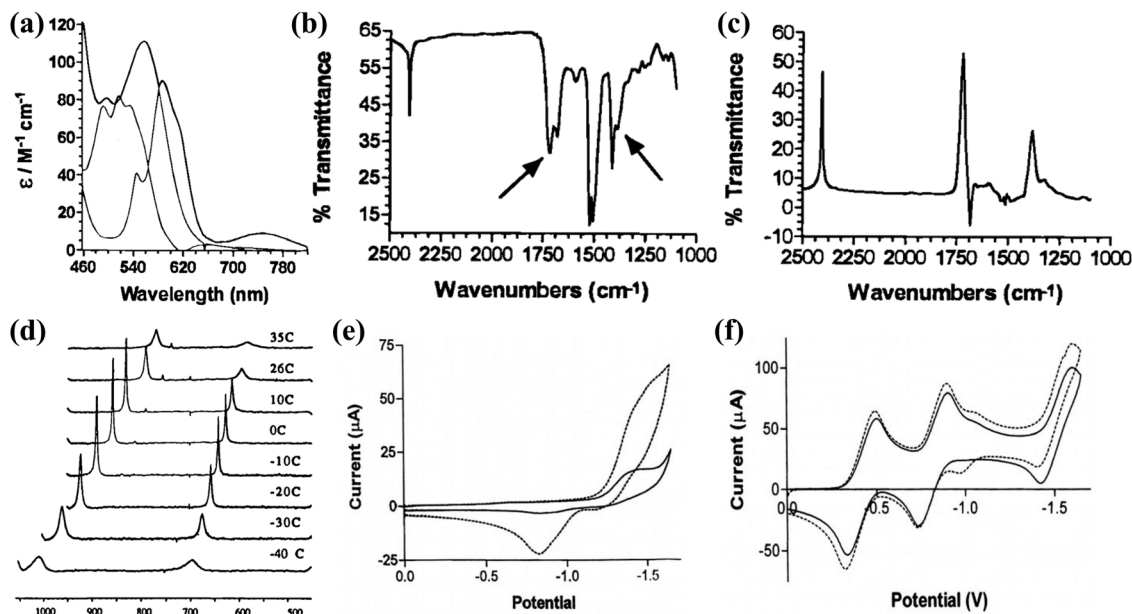 (a)
120
100
80
60
40
20
0
ε / M⁻¹ cm⁻¹
460 540 620 700 780
Wavelength (nm)
(b)
65
55
45
35
25
15
% Transmittance
2500 2250 2000 1750 1500 1250 1000
Wavenumbers (cm⁻¹)
(c)
60
50
40
30
20
10
0
-10
% Transmittance
2500 2250 2000 1750 1500 1250 1000
Wavenumbers (cm⁻¹)
(d)
35C
26C
10C
0C
-10C
-20C
-30C
-40 C
1000 900 800 700 600 500
(e)
75
50
25
0
-25
Current (µA)
0.0 -0.5 -1.0 -1.5
Potential
(f)
100
50
0
-50
Current (µA)
0.0 -0.5 -1.0 -1.5
Potential (V)